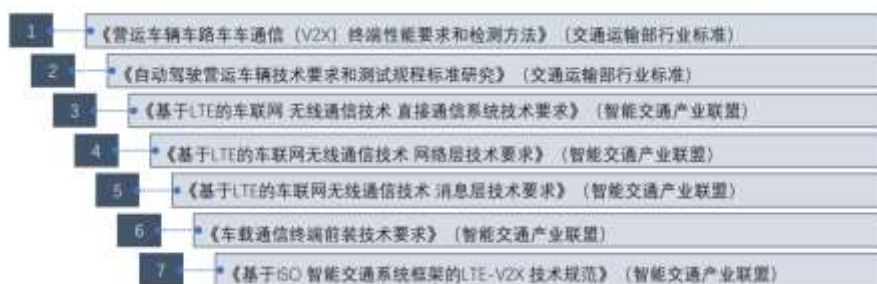 1 《营运车辆车路车车通信（V2X）终端性能要求和检测方法》（交通运输部行业标准）
2 《自动驾驶营运车辆技术要求和测试规程标准研究》（交通运输部行业标准）
3 《基于LTE的车联网 无线通信技术 直接通信系统技术要求》（智能交通产业联盟）
4 《基于LTE的车联网无线通信技术 网络层技术要求》（智能交通产业联盟）
5 《基于LTE的车联网无线通信技术 消息层技术要求》（智能交通产业联盟）
6 《车载通信终端前装技术要求》（智能交通产业联盟）
7 《基于ISO 智能交通系统框架的LTE-V2X 技术规范》（智能交通产业联盟）